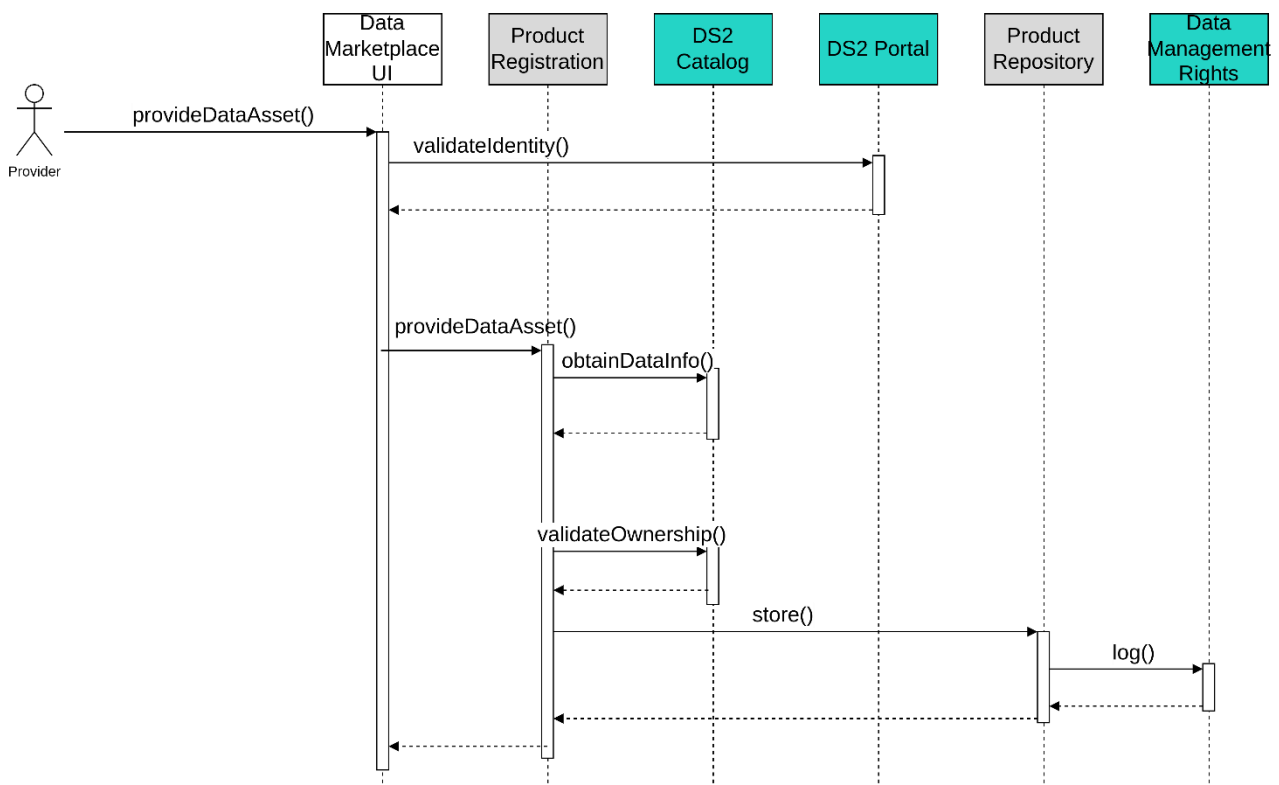 Data
Marketplace
UI
Product
Registration
DS2
Catalog
DS2 Portal
Product
Repository
Data
Management
Rights
Provider
provideDataAsset()
validateIdentity()
provideDataAsset()
obtainDataInfo()
validateOwnership()
store()
log()